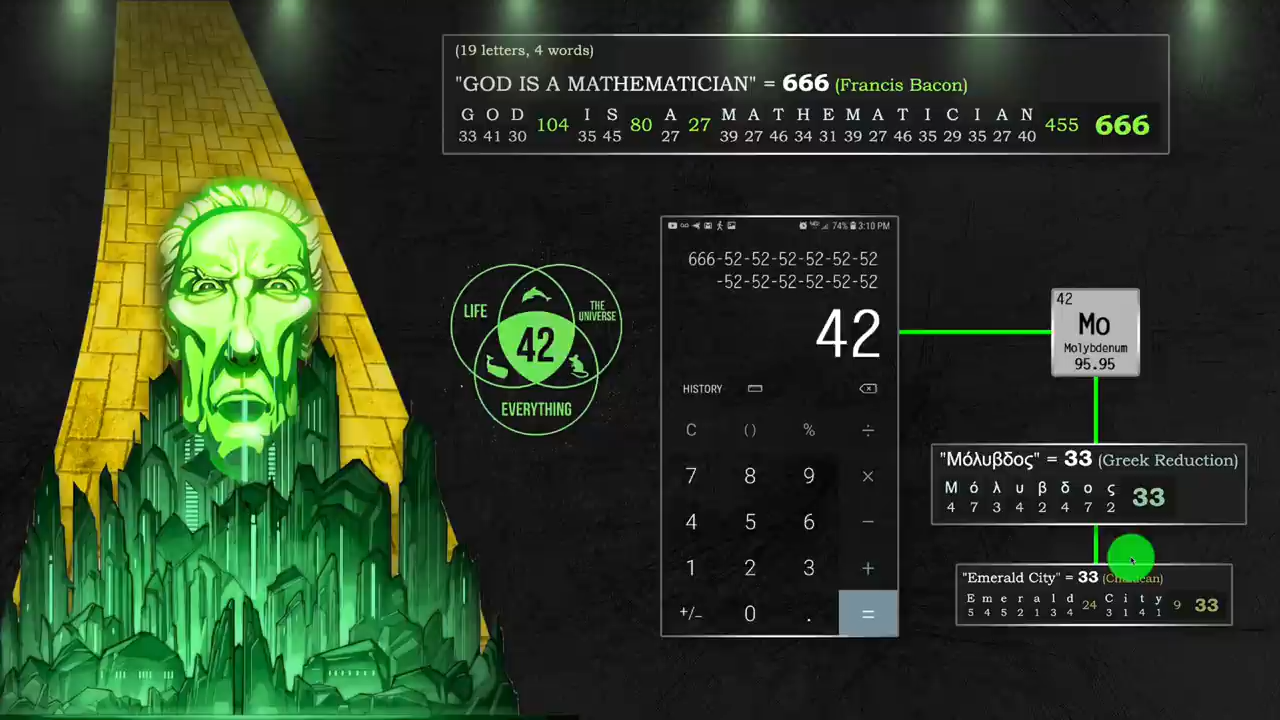 (19 letters, 4 words)
"GOD IS A MATHEMATICIAN" = 666 (Francis Bacon)
G O D 104 I S 80 A 27 M A T H E M A T I C I A N 455 666
33 41 30 35 45 27 39 27 46 34 31 39 27 46 35 29 35 27 40
74% 3:10 PM
666-52-52-52-52-52-52
-52-52-52-52-52-52
42
HISTORY
C ( ) % ÷
7 8 9 ×
4 5 6 −
1 2 3 +
+/− 0 . =
LIFE
THE
UNIVERSE
42
EVERYTHING
42
Mo
Molybdenum
95.95
"Μόλυβδος" = 33 (Greek Reduction)
Μ ό λ υ β δ ο ς 33
4 7 3 4 2 4 7 2
"Emerald City" = 33 (Chaldean)
E m e r a l d 24 C i t y 9 33
5 4 5 2 1 3 4 3 1 4 1